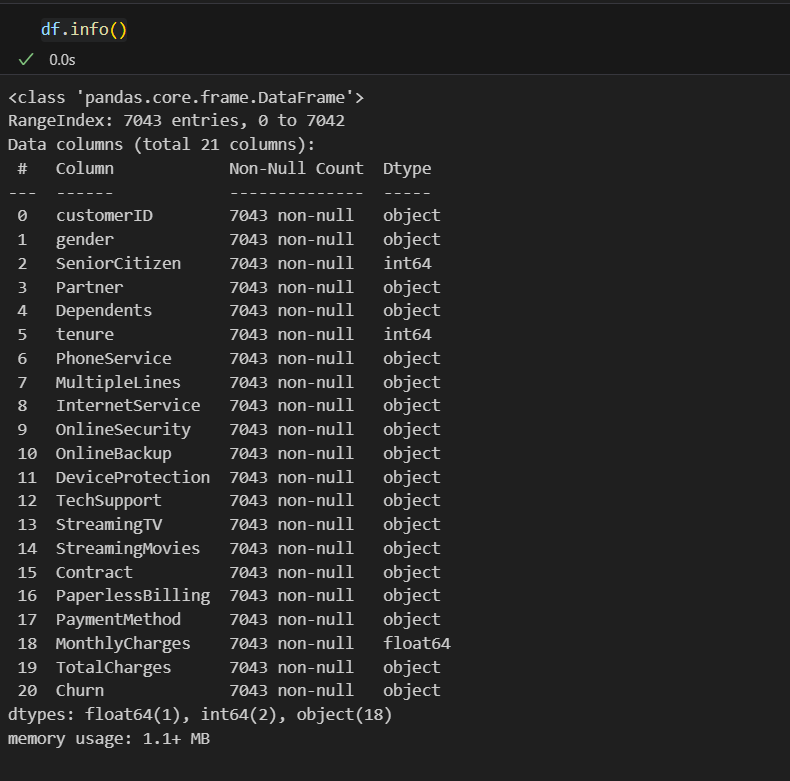 df.info()
0.0s
<class 'pandas.core.frame.DataFrame'>
RangeIndex: 7043 entries, 0 to 7042
Data columns (total 21 columns):
 #   Column            Non-Null Count  Dtype
---  ------            --------------  -----
 0   customerID        7043 non-null   object
 1   gender            7043 non-null   object
 2   SeniorCitizen     7043 non-null   int64
 3   Partner           7043 non-null   object
 4   Dependents        7043 non-null   object
 5   tenure            7043 non-null   int64
 6   PhoneService      7043 non-null   object
 7   MultipleLines     7043 non-null   object
 8   InternetService   7043 non-null   object
 9   OnlineSecurity    7043 non-null   object
 10  OnlineBackup      7043 non-null   object
 11  DeviceProtection  7043 non-null   object
 12  TechSupport       7043 non-null   object
 13  StreamingTV       7043 non-null   object
 14  StreamingMovies   7043 non-null   object
 15  Contract          7043 non-null   object
 16  PaperlessBilling  7043 non-null   object
 17  PaymentMethod     7043 non-null   object
 18  MonthlyCharges    7043 non-null   float64
 19  TotalCharges      7043 non-null   object
 20  Churn             7043 non-null   object
dtypes: float64(1), int64(2), object(18)
memory usage: 1.1+ MB